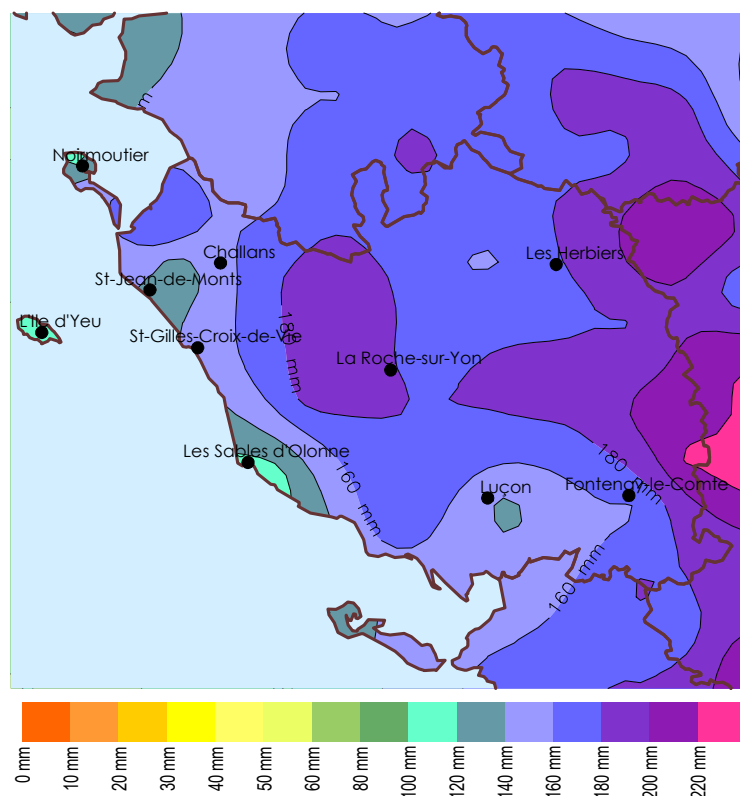 m
Noirmoutier
Challans
Les Herbiers
St-Jean-de-Monts
L'Ile d'Yeu
St-Gilles-Croix-de-Vie
180 mm
La Roche-sur-Yon
Les Sables d'Olonne
160 mm
Luçon
180 mm
Fontenay-le-Comte
160 mm
0 mm
10 mm
20 mm
30 mm
40 mm
50 mm
60 mm
80 mm
100 mm
120 mm
140 mm
160 mm
180 mm
200 mm
220 mm